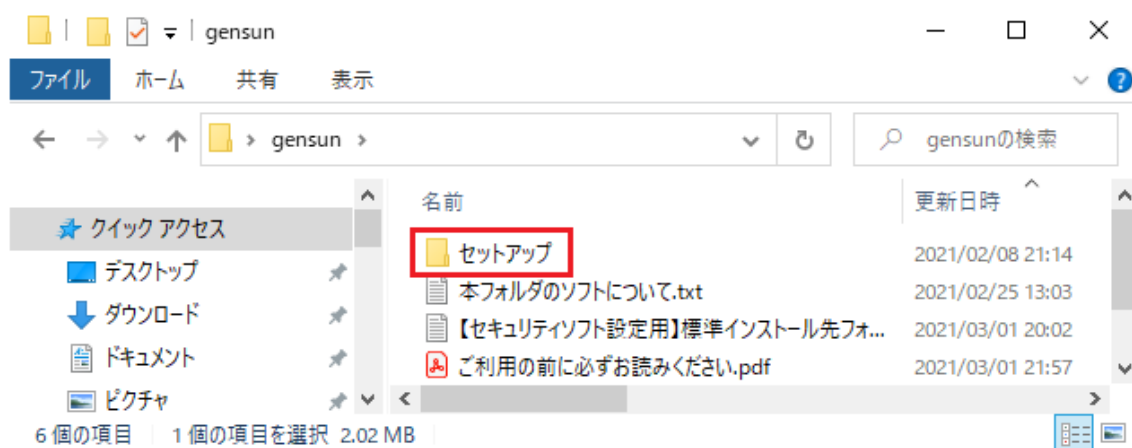 gensun
ファイル ホーム 共有 表示
gensun gensunの検索
名前 更新日時
クイック アクセス
セットアップ 2021/02/08 21:14
デスクトップ
本フォルダのソフトについて.txt 2021/02/25 13:03
ダウンロード
【セキュリティソフト設定用】標準インストール先フォ... 2021/03/01 20:02
ドキュメント
ご利用の前に必ずお読みください.pdf 2021/03/01 21:57
ピクチャ
6 個の項目 1 個の項目を選択 2.02 MB